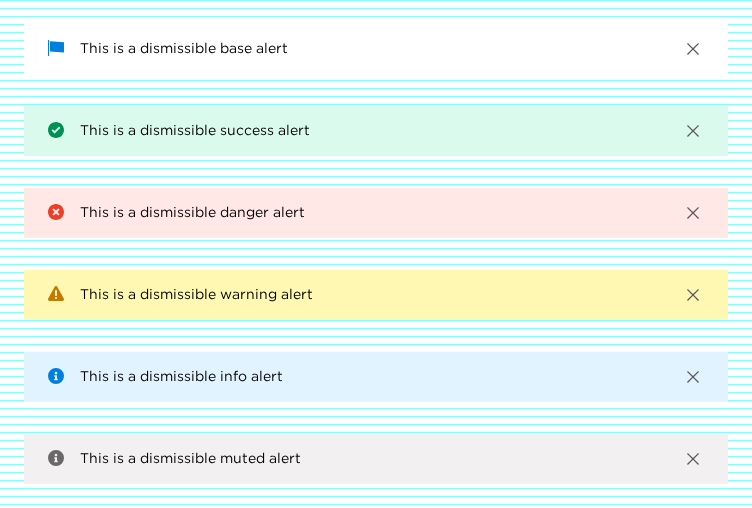 This is a dismissible base alert
This is a dismissible success alert
This is a dismissible danger alert
This is a dismissible warning alert
This is a dismissible info alert
This is a dismissible muted alert